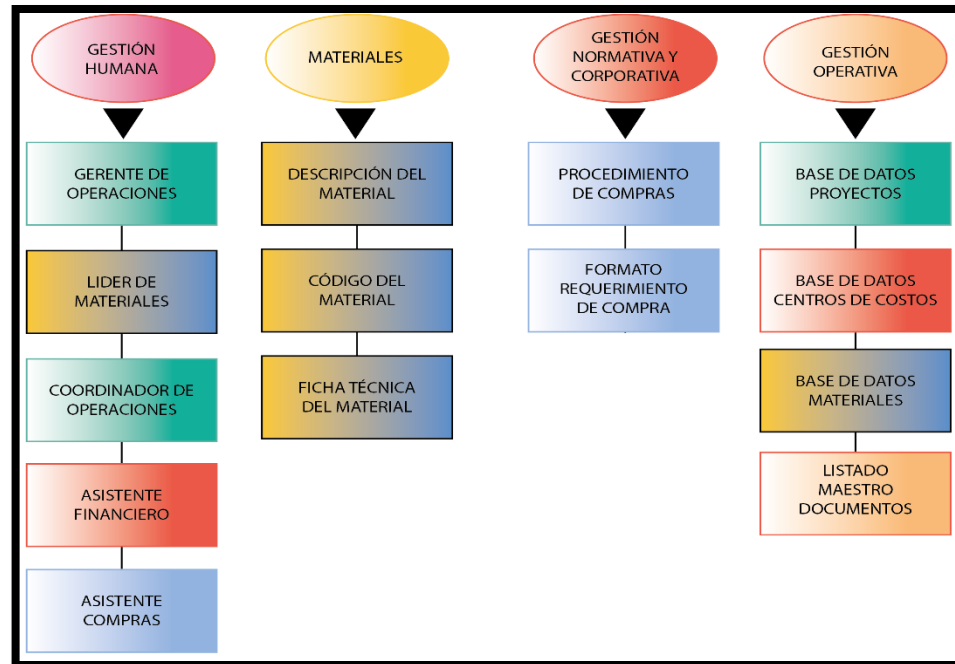 GESTIÓN
HUMANA
MATERIALES
GESTIÓN
NORMATIVA Y
CORPORATIVA
GESTIÓN
OPERATIVA
GERENTE DE
OPERACIONES
LIDER DE
MATERIALES
COORDINADOR DE
OPERACIONES
ASISTENTE
FINANCIERO
ASISTENTE
COMPRAS
DESCRIPCIÓN DEL
MATERIAL
CÓDIGO DEL
MATERIAL
FICHA TÉCNICA
DEL MATERIAL
PROCEDIMIENTO
DE COMPRAS
FORMATO
REQUERIMIENTO
DE COMPRA
BASE DE DATOS
PROYECTOS
BASE DE DATOS
CENTROS DE COSTOS
BASE DE DATOS
MATERIALES
LISTADO
MAESTRO
DOCUMENTOS